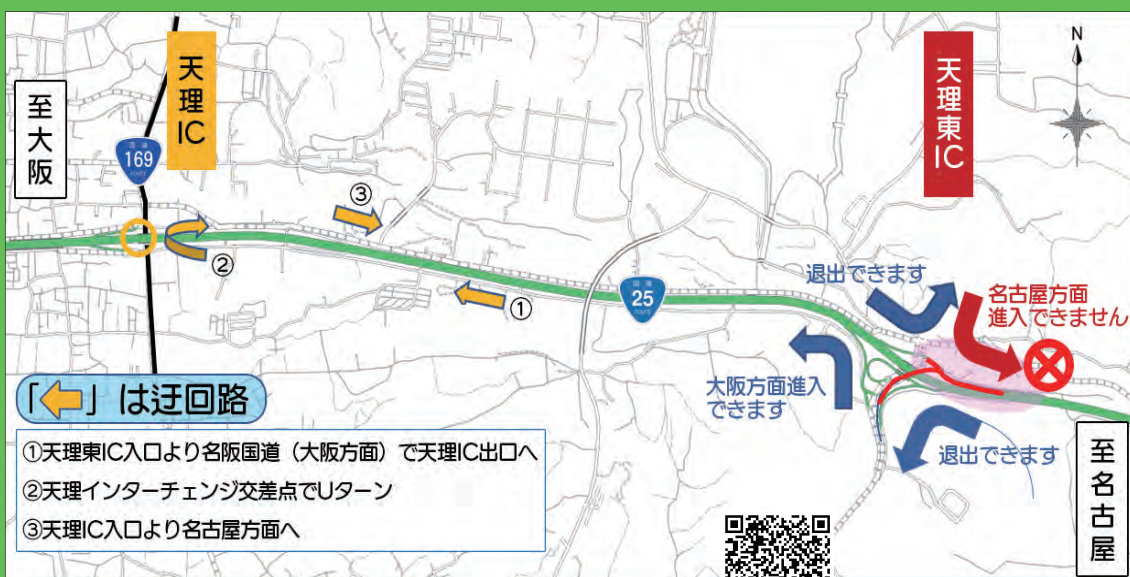 至大阪
天理IC
国道
169
ROUTE
天理東IC
N
③
②
①
国道
25
ROUTE
退出できます
名古屋方面
進入できません
大阪方面進入
できます
退出できます
至名古屋
「⬅」は迂回路
①天理東IC入口より名阪国道（大阪方面）で天理IC出口へ
②天理インターチェンジ交差点でUターン
③天理IC入口より名古屋方面へ